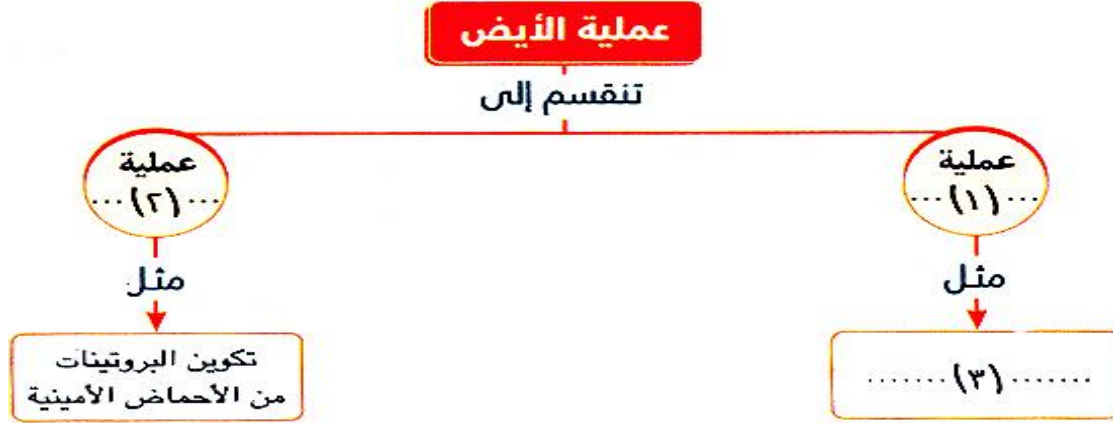 عملية الأيض
تنقسم إلى
عملية
...(١)...
مثل
.......(٣).......
عملية
...(٢)...
مثل
تكوين البروتينات
من الأحماض الأمينية